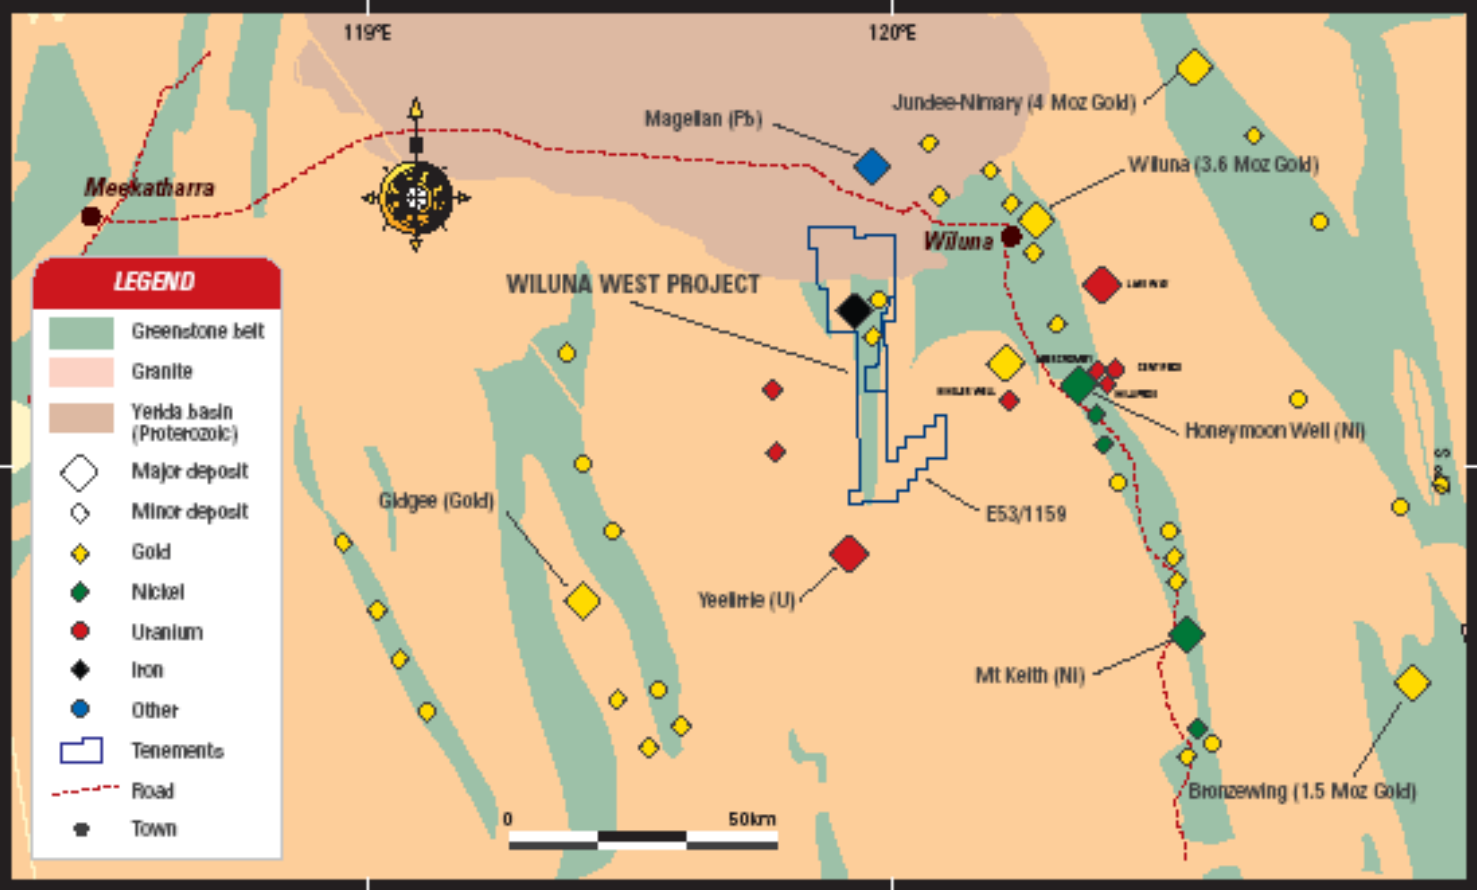 119ºE
120ºE
Jundee-Nimary (4 Moz Gold)
Magellan (Pb)
Wiluna (3.6 Moz Gold)
Meekatharra
Wiluna
WILUNA WEST PROJECT
LEGEND
Greenstone belt
Granite
Yerida basin
(Proterozoic)
Major deposit
Minor deposit
Gold
Nickel
Uranium
Iron
Other
Tenements
Road
Town
Honeymoon Well (Ni)
Gidgee (Gold)
E53/1159
Yeelirrie (U)
Mt Keith (Ni)
Bronzewing (1.5 Moz Gold)
0
50km